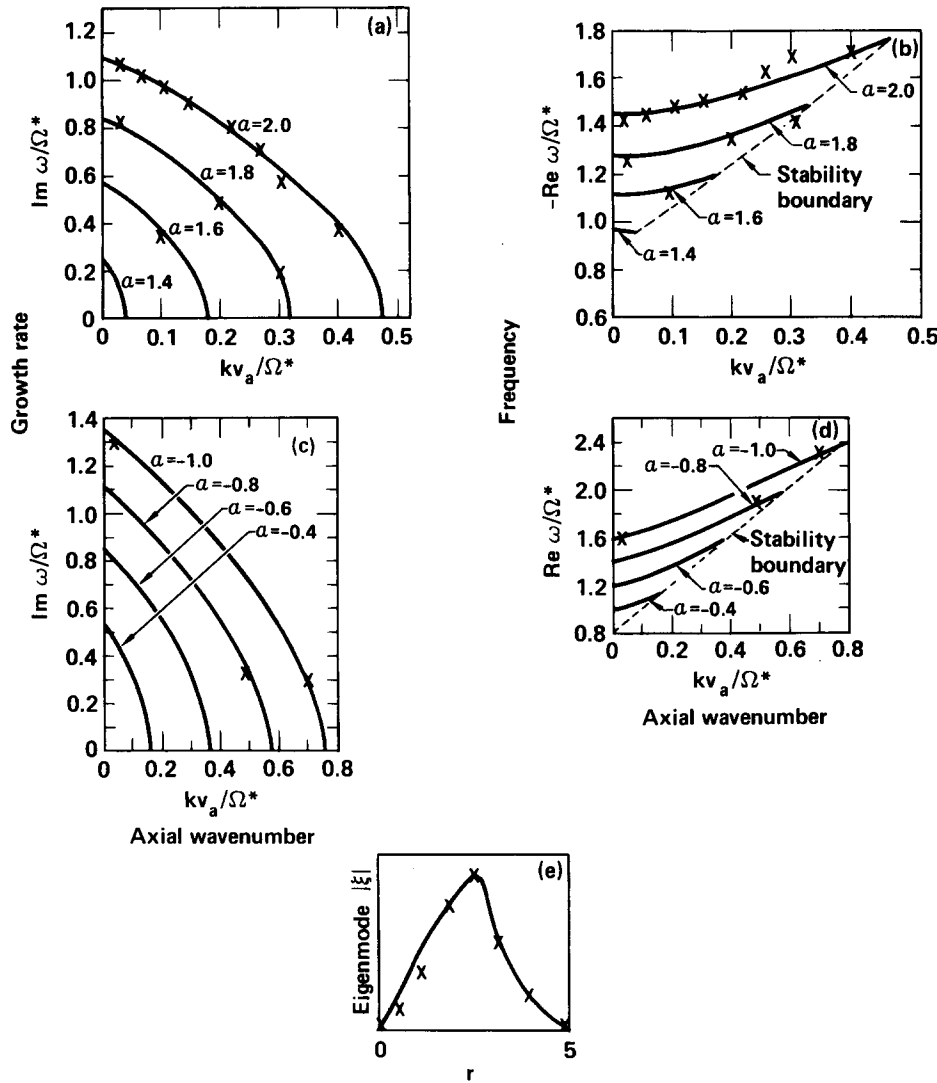 Growth rate
(a)
Im ω/Ω*
1.2
1.0
0.8
0.6
0.4
0.2
0
a=2.0
a=1.8
a=1.6
a=1.4
0 0.1 0.2 0.3 0.4 0.5
kvₐ/Ω*
Frequency
(b)
-Re ω/Ω*
1.8
1.6
1.4
1.2
1.0
0.8
0.6
a=2.0
a=1.8
Stability
boundary
a=1.6
a=1.4
0 0.1 0.2 0.3 0.4 0.5
kvₐ/Ω*
(c)
Im ω/Ω*
1.4
1.2
1.0
0.8
0.6
0.4
0.2
0
a=-1.0
a=-0.8
a=-0.6
a=-0.4
0 0.2 0.4 0.6 0.8
kvₐ/Ω*
Axial wavenumber
(d)
Re ω/Ω*
2.4
2.0
1.6
1.2
0.8
a=-1.0
a=-0.8
Stability
boundary
a=-0.6
a=-0.4
0 0.2 0.4 0.6 0.8
kvₐ/Ω*
Axial wavenumber
(e)
Eigenmode |ξ|
0 5
r